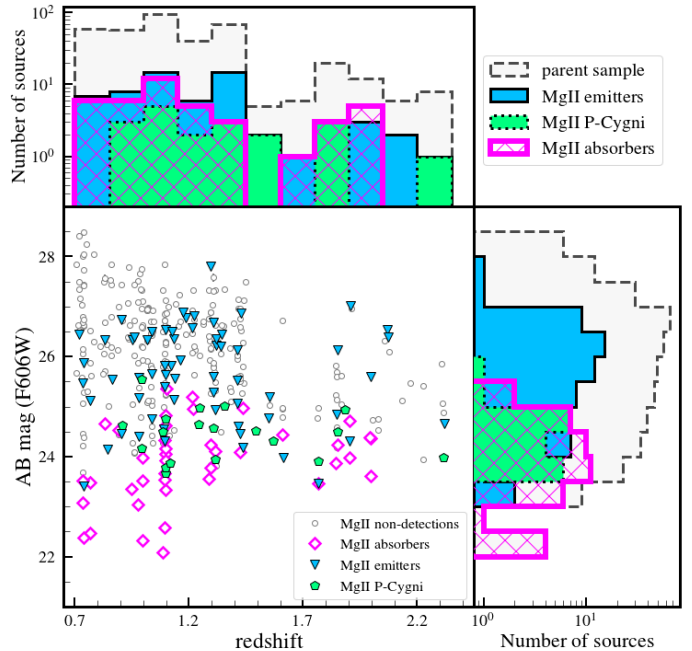 10²
10¹
10⁰
Number of sources
parent sample
MgII emitters
MgII P-Cygni
MgII absorbers
28
26
24
22
AB mag (F606W)
MgII non-detections
MgII absorbers
MgII emitters
MgII P-Cygni
0.7 1.2 1.7 2.2
redshift
10⁰ 10¹
Number of sources